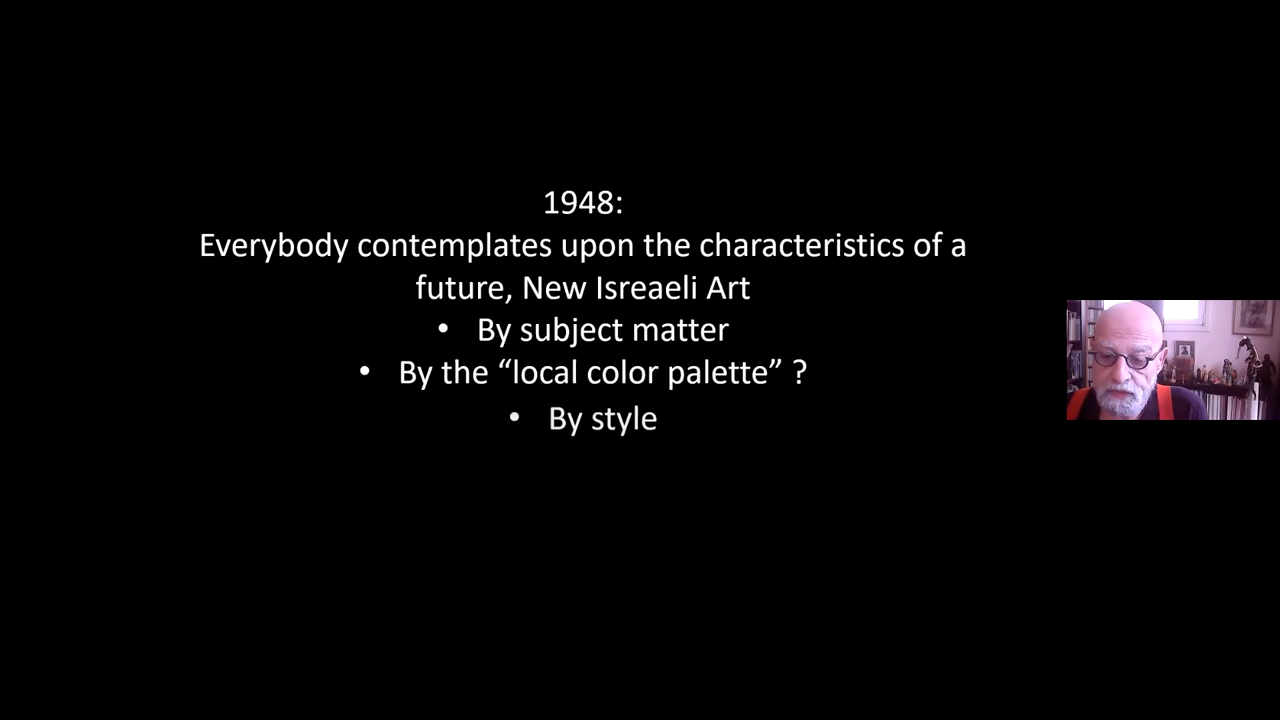 1948:
Everybody contemplates upon the characteristics of a
future, New Isreaeli Art
• By subject matter
• By the “local color palette” ?
• By style